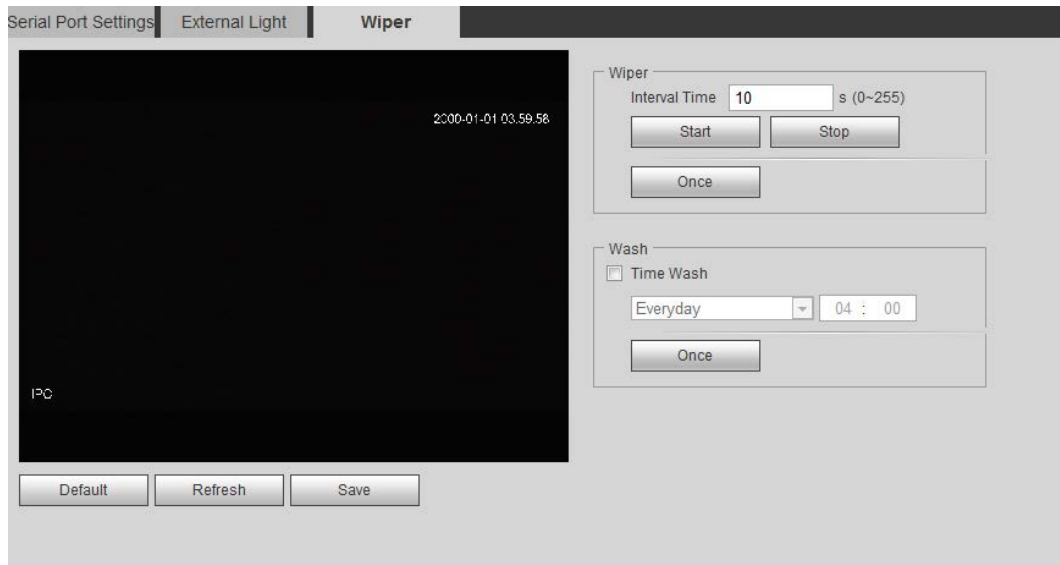 Serial Port Settings External Light Wiper
2000-01-01 03:59:58
IPC
Default Refresh Save
Wiper
Interval Time 10 s (0~255)
Start Stop
Once
Wash
Time Wash
Everyday 04 : 00
Once